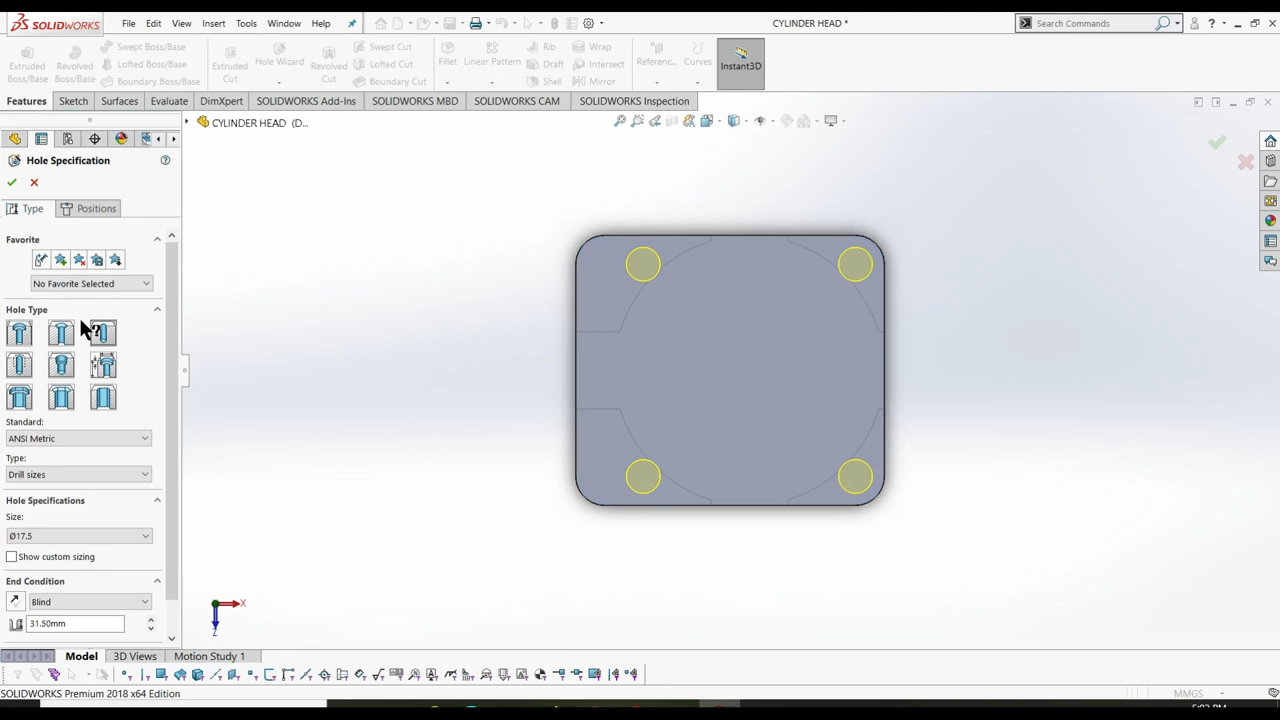 SOLIDWORKS File Edit View Insert Tools Window Help CYLINDER HEAD * Search Commands
Extruded Boss/Base
Revolved Boss/Base
Swept Boss/Base
Lofted Boss/Base
Boundary Boss/Base
Extruded Cut
Hole Wizard
Revolved Cut
Swept Cut
Lofted Cut
Boundary Cut
Fillet
Linear Pattern
Rib
Draft
Shell
Wrap
Intersect
Mirror
Referenc...
Curves
Instant3D
Features Sketch Surfaces Evaluate DimXpert SOLIDWORKS Add-Ins SOLIDWORKS MBD SOLIDWORKS CAM SOLIDWORKS Inspection
CYLINDER HEAD (D...
Hole Specification
Type Positions
Favorite
No Favorite Selected
Hole Type
Standard:
ANSI Metric
Type:
Drill sizes
Hole Specifications
Size:
Ø17.5
Show custom sizing
End Condition
Blind
31.50mm
X
Z
Model 3D Views Motion Study 1
SOLIDWORKS Premium 2018 x64 Edition MMGS